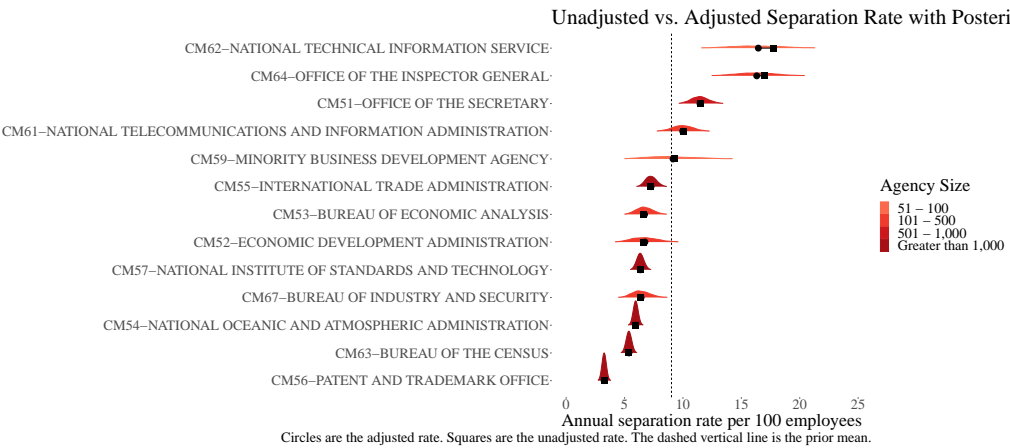 Unadjusted vs. Adjusted Separation Rate with Posteri
CM62−NATIONAL TECHNICAL INFORMATION SERVICE
CM64−OFFICE OF THE INSPECTOR GENERAL
CM51−OFFICE OF THE SECRETARY
CM61−NATIONAL TELECOMMUNICATIONS AND INFORMATION ADMINISTRATION
CM59−MINORITY BUSINESS DEVELOPMENT AGENCY
CM55−INTERNATIONAL TRADE ADMINISTRATION
CM53−BUREAU OF ECONOMIC ANALYSIS
CM52−ECONOMIC DEVELOPMENT ADMINISTRATION
CM57−NATIONAL INSTITUTE OF STANDARDS AND TECHNOLOGY
CM67−BUREAU OF INDUSTRY AND SECURITY
CM54−NATIONAL OCEANIC AND ATMOSPHERIC ADMINISTRATION
CM63−BUREAU OF THE CENSUS
CM56−PATENT AND TRADEMARK OFFICE
0 5 10 15 20 25
Annual separation rate per 100 employees
Circles are the adjusted rate. Squares are the unadjusted rate. The dashed vertical line is the prior mean.
Agency Size
51 − 100
101 − 500
501 − 1,000
Greater than 1,000